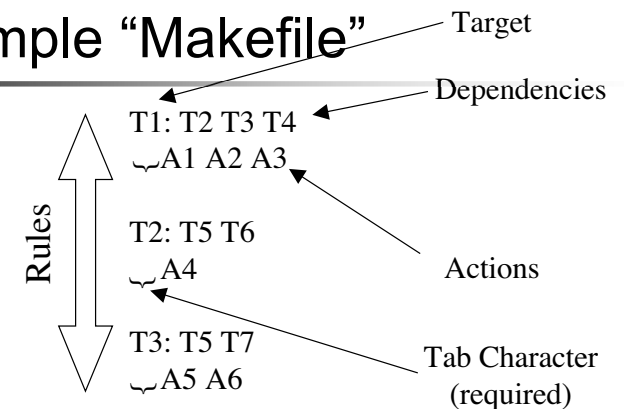 mple “Makefile”
Target
Dependencies
T1: T2 T3 T4
A1 A2 A3
Rules
T2: T5 T6
A4
Actions
T3: T5 T7
A5 A6
Tab Character
(required)